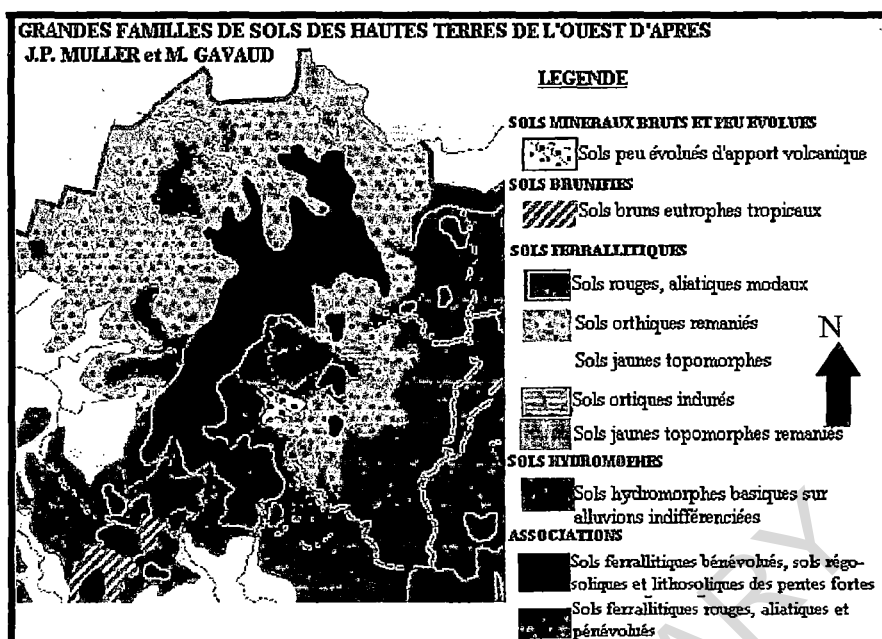 GRANDES FAMILLES DE SOLS DES HAUTES TERRES DE L'OUEST D'APRES
J.P. MULLER et M. GAVAUD
LEGENDE
SOLS MINERAUX BRUTS ET PEU EVOLUES
Sols peu évolués d'apport volcanique
SOLS BRUNIFIES
Sols bruns eutrophes tropicaux
SOLS FERRALLITIQUES
Sols rouges, aliatiques modaux
Sols orthiques remaniés
N
Sols jaunes topomorphes
Sols ortiques indurés
Sols jaunes topomorphes remaniés
SOLS HYDROMOPHES
Sols hydromorphes basiques sur
alluvions indifférenciées
ASSOCIATIONS
Sols ferrallitiques bénévolués, sols régo-
soliques et lithosoliques des pentes fortes
Sols ferrallitiques rouges, aliatiques et
pénévolués